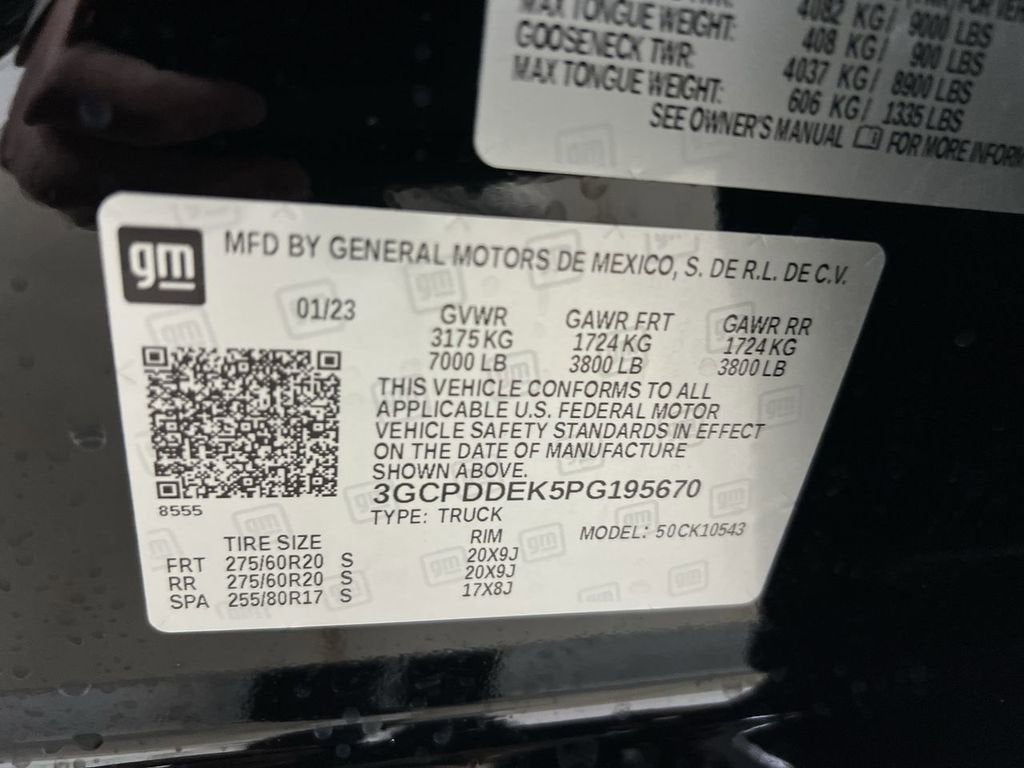 4082 KG/ 9000 LBS
MAX TONGUE WEIGHT: 408 KG/ 900 LBS
GOOSENECK TWR: 4037 KG/ 8900 LBS
MAX TONGUE WEIGHT: 606 KG/ 1335 LBS
SEE OWNER'S MANUAL FOR MORE
gm MFD BY GENERAL MOTORS DE MEXICO, S. DE R.L. DE C.V.
01/23 GVWR GAWR FRT GAWR RR
3175 KG 1724 KG 1724 KG
7000 LB 3800 LB 3800 LB
THIS VEHICLE CONFORMS TO ALL
APPLICABLE U.S. FEDERAL MOTOR
VEHICLE SAFETY STANDARDS IN EFFECT
ON THE DATE OF MANUFACTURE
SHOWN ABOVE.
3GCPDDEK5PG195670
8555
TYPE: TRUCK
MODEL: 50CK10543
TIRE SIZE RIM
FRT 275/60R20 S 20X9J
RR 275/60R20 S 20X9J
SPA 255/80R17 S 17X8J